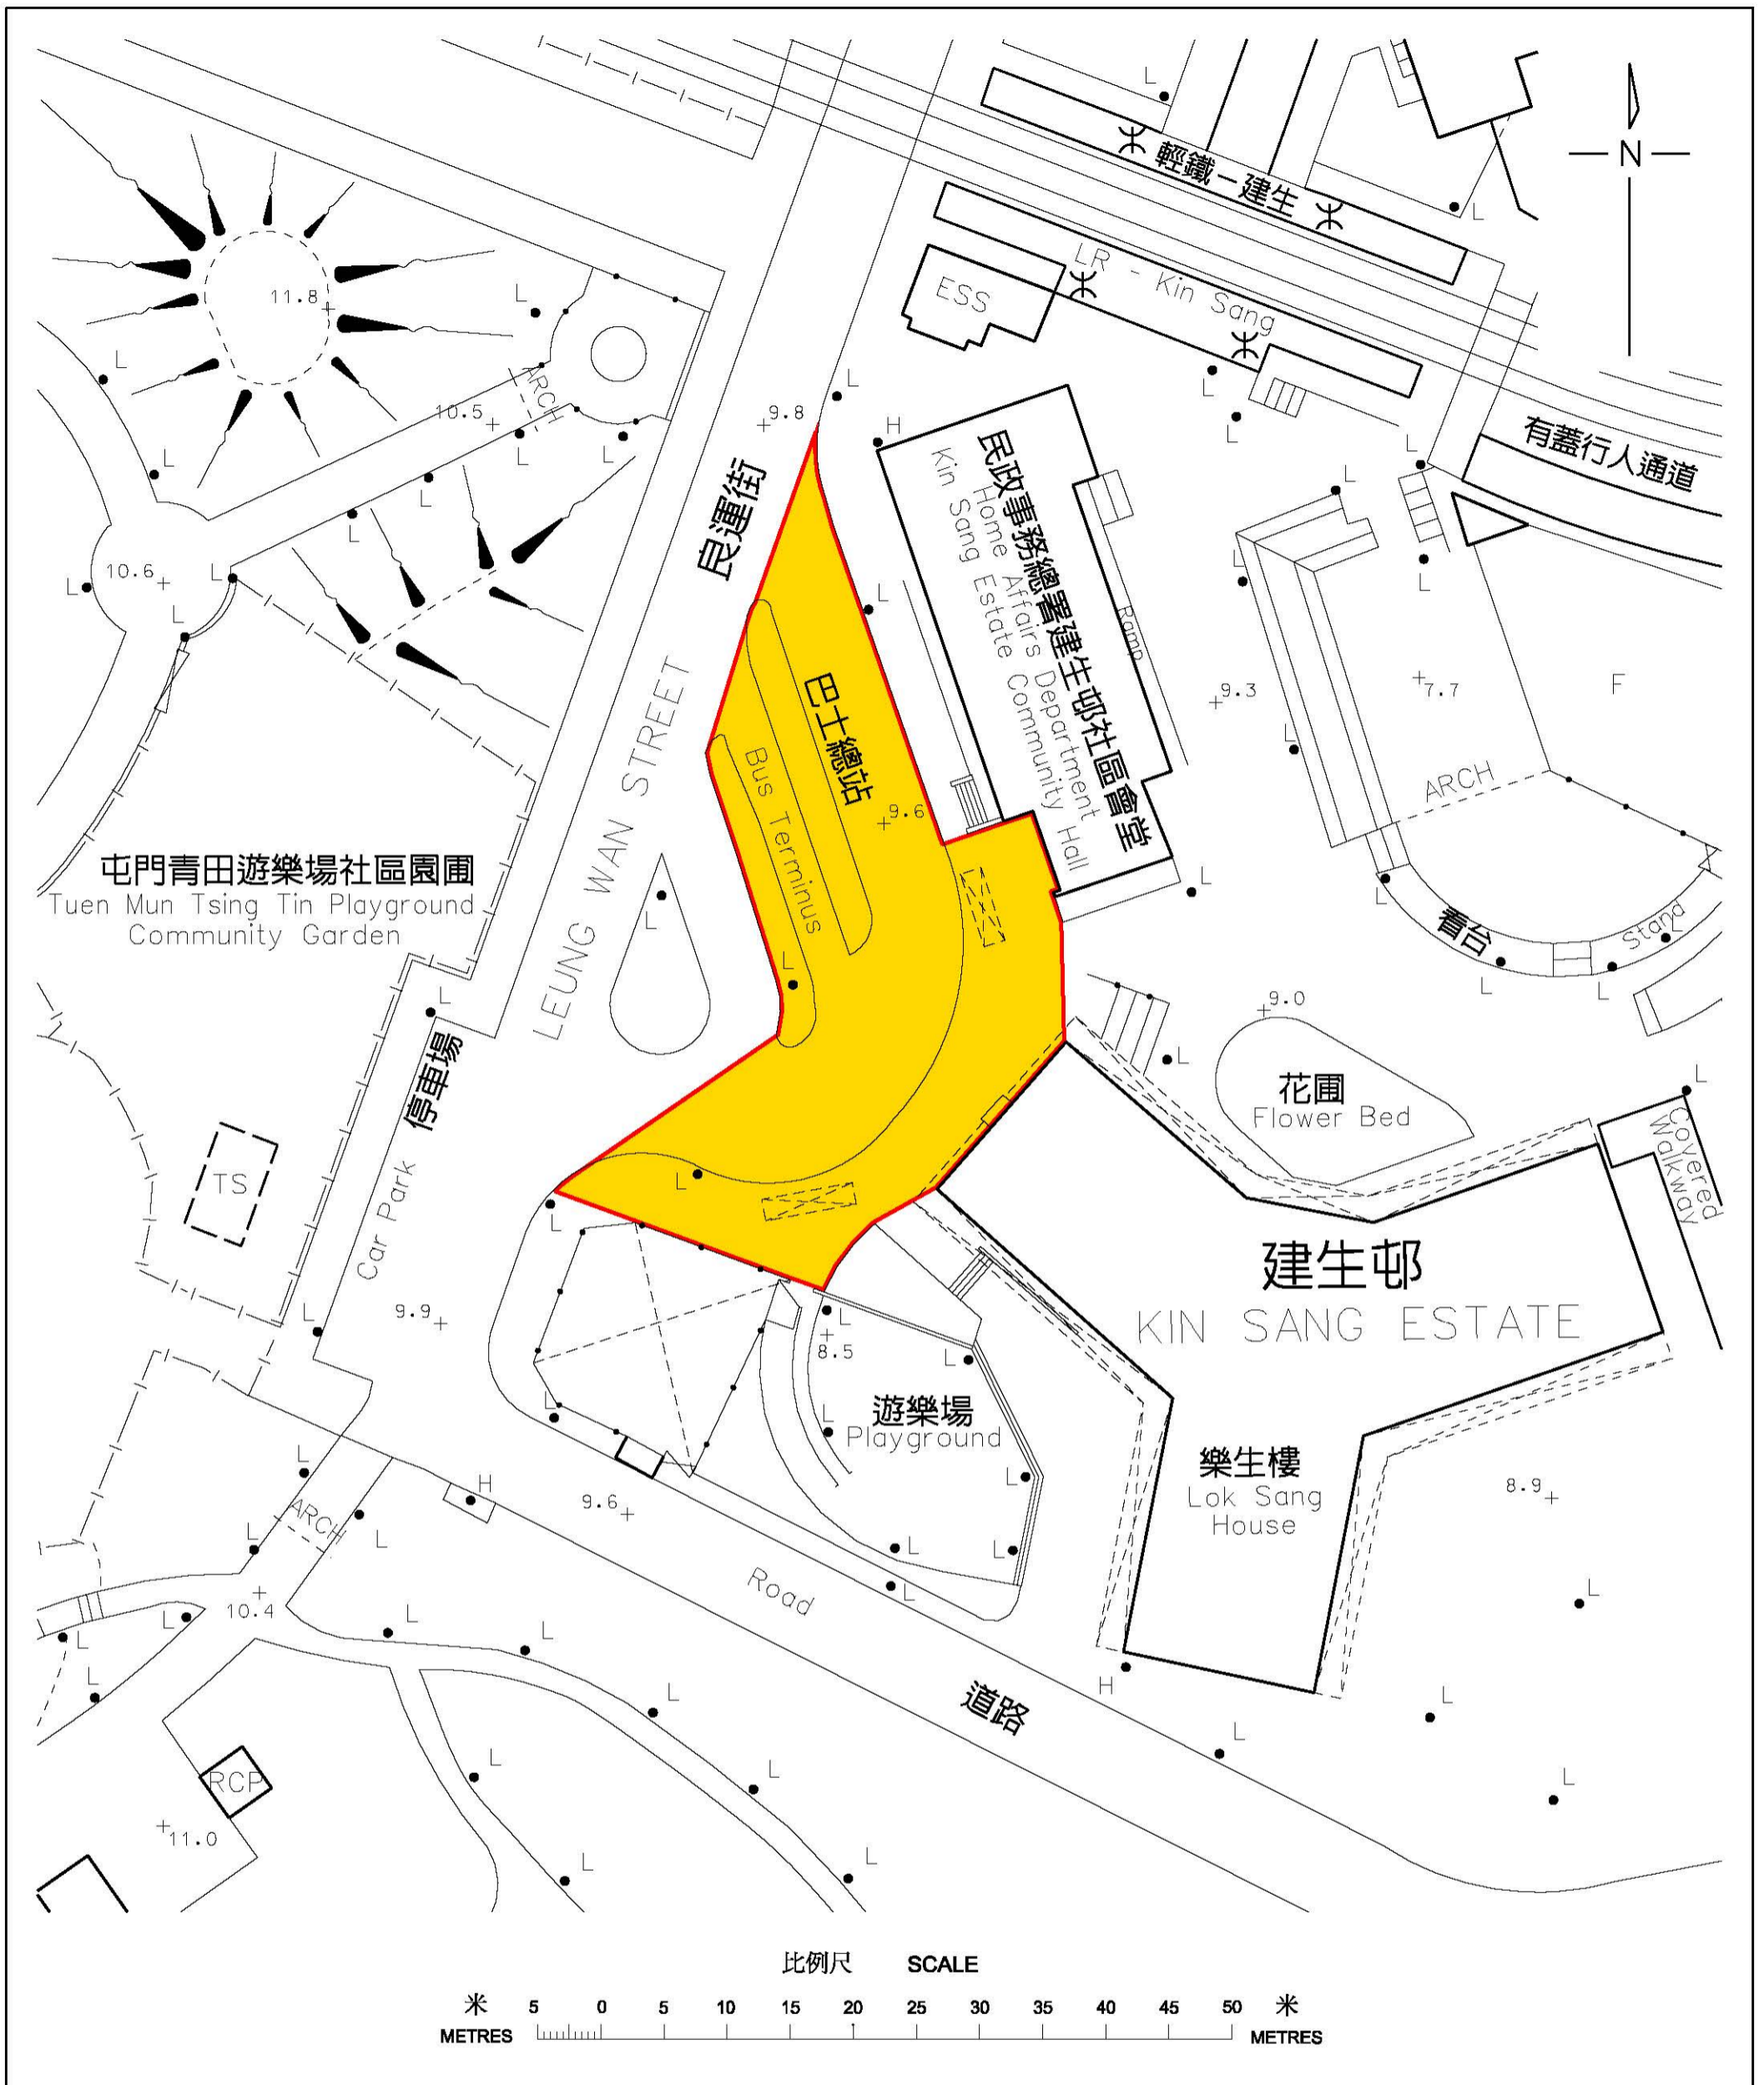 L
N
輕鐵－建生
L
LR - Kin Sang
ESS
11.8
L
L
L
L
9.8
H
10.5
ARCH
L
L
L
L
L
L
L
L
有蓋行人通道
良運街
LEUNG WAN STREET
民政事務總署建生邨社區會堂
Home Affairs Department
Kin Sang Estate Community Hall
Ramp
10.6
L
L
L
L
L
L
9.3
7.7
F
L
巴士總站
Bus Terminus
9.6
ARCH
屯門青田遊樂場社區園圃
Tuen Mun Tsing Tin Playground
Community Garden
L
L
L
看台
Stand
L
L
L
L
L
9.0
停車場
Car Park
L
花圃
Flower Bed
L
Covered
Walkway
TS
L
L
建生邨
KIN SANG ESTATE
9.9
L
L
8.5
L
遊樂場
Playground
L
L
L
樂生樓
Lok Sang
House
8.9
L
H
9.6
ARCH
L
L
L
L
L
Road
道路
10.4
L
L
L
L
L
L
H
L
L
L
L
RCP
11.0
L
L
L
L
比例尺 SCALE
米 5 0 5 10 15 20 25 30 35 40 45 50 米
METRES METRES